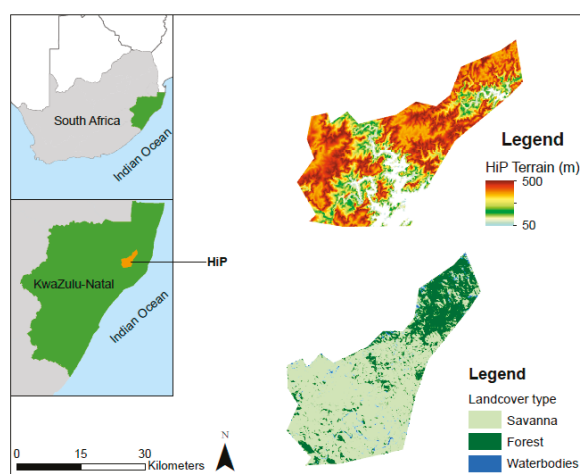 South Africa
Indian Ocean
KwaZulu-Natal
HiP
Indian Ocean
0 15 30
Kilometers
N
Legend
HiP Terrain (m)
500
50
Legend
Landcover type
Savanna
Forest
Waterbodies